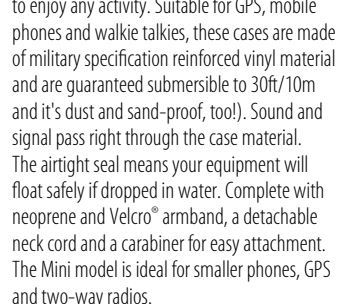 to enjoy any activity. Suitable for GPS, mobile
phones and walkie talkies, these cases are made
of military specification reinforced vinyl material
and are guaranteed submersible to 30ft/10m
and it's dust and sand-proof, too!). Sound and
signal pass right through the case material.
The airtight seal means your equipment will
float safely if dropped in water. Complete with
neoprene and Velcro® armband, a detachable
neck cord and a carabiner for easy attachment.
The Mini model is ideal for smaller phones, GPS
and two-way radios.